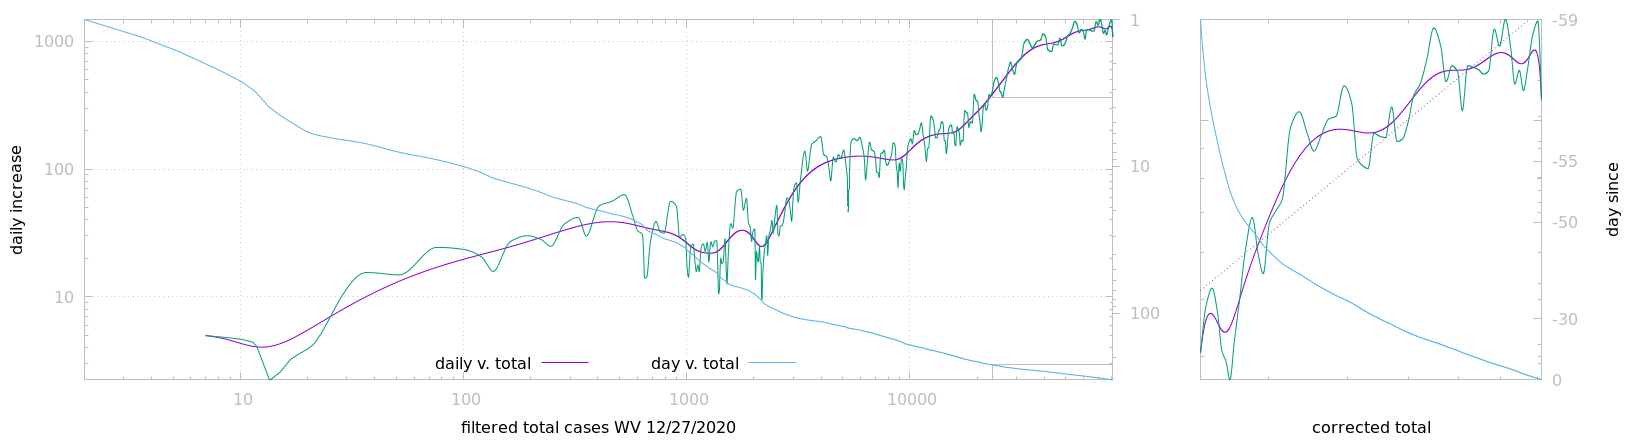 1000
100
10
daily increase
10
100
1000
10000
filtered total cases WV 12/27/2020
daily v. total
day v. total
1
10
100
-59
-55
-50
-30
0
day since
corrected total